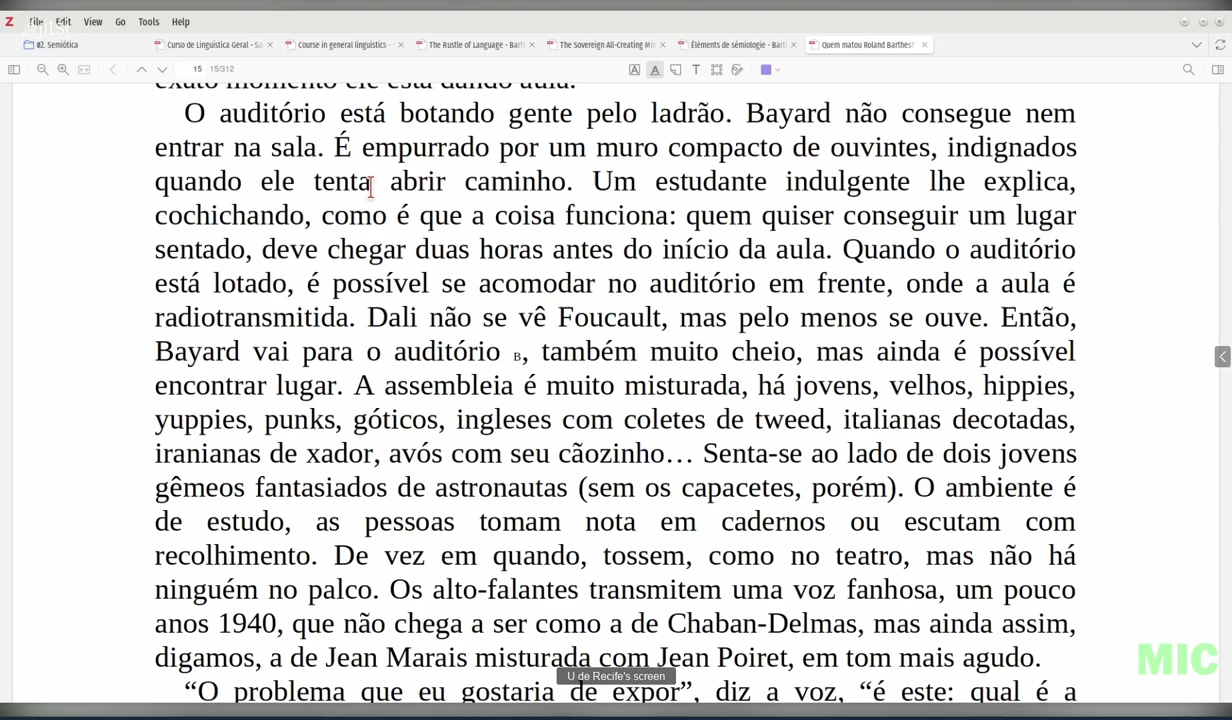 File Edit View Go Tools Help
#2. Semiótica
Curso de Linguística Geral - Sa
Course in general linguistics -
The Rustle of Language - Bart
The Sovereign All-Creating Mi
Éléments de sémiologie - Bart
Quem matou Roland Barthes?
15 15/312
exato momento ele está dando aula.
O auditório está botando gente pelo ladrão. Bayard não consegue nem
entrar na sala. É empurrado por um muro compacto de ouvintes, indignados
quando ele tenta abrir caminho. Um estudante indulgente lhe explica,
cochichando, como é que a coisa funciona: quem quiser conseguir um lugar
sentado, deve chegar duas horas antes do início da aula. Quando o auditório
está lotado, é possível se acomodar no auditório em frente, onde a aula é
radiotransmitida. Dali não se vê Foucault, mas pelo menos se ouve. Então,
Bayard vai para o auditório B, também muito cheio, mas ainda é possível
encontrar lugar. A assembleia é muito misturada, há jovens, velhos, hippies,
yuppies, punks, góticos, ingleses com coletes de tweed, italianas decotadas,
iranianas de xador, avós com seu cãozinho… Senta-se ao lado de dois jovens
gêmeos fantasiados de astronautas (sem os capacetes, porém). O ambiente é
de estudo, as pessoas tomam nota em cadernos ou escutam com
recolhimento. De vez em quando, tossem, como no teatro, mas não há
ninguém no palco. Os alto-falantes transmitem uma voz fanhosa, um pouco
anos 1940, que não chega a ser como a de Chaban-Delmas, mas ainda assim,
digamos, a de Jean Marais misturada com Jean Poiret, em tom mais agudo.
MIC
U de Recife's screen
“O problema que eu gostaria de expor”, diz a voz, “é este: qual é a